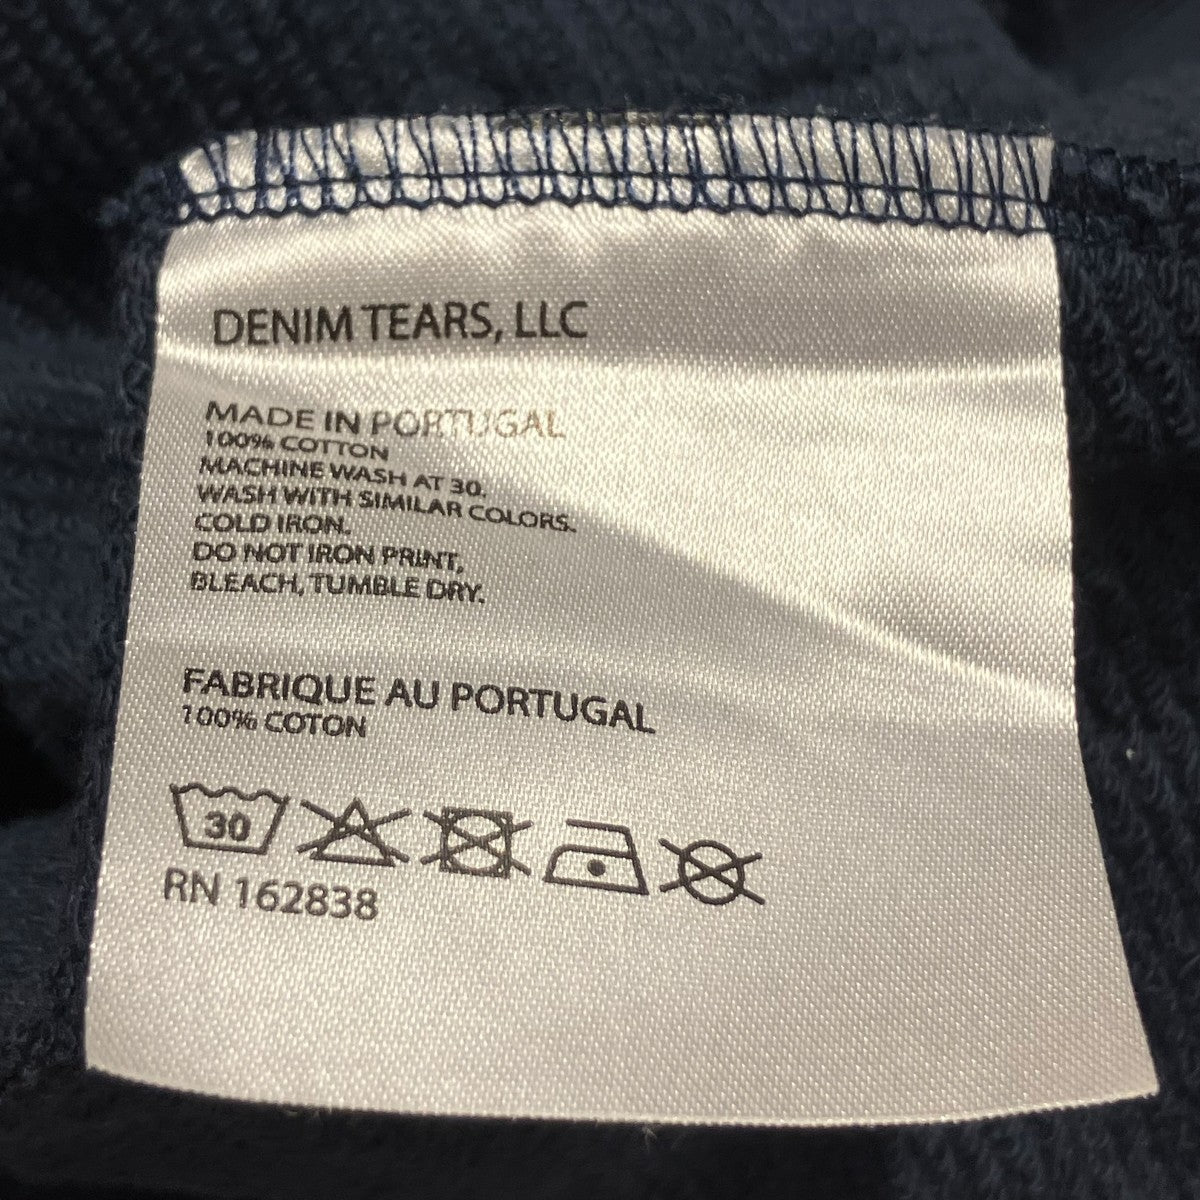 DENIM TEARS, LLC
MADE IN PORTUGAL
100% COTTON
MACHINE WASH AT 30.
WASH WITH SIMILAR COLORS.
COLD IRON.
DO NOT IRON PRINT,
BLEACH, TUMBLE DRY.
FABRIQUE AU PORTUGAL
100% COTON
30
RN 162838